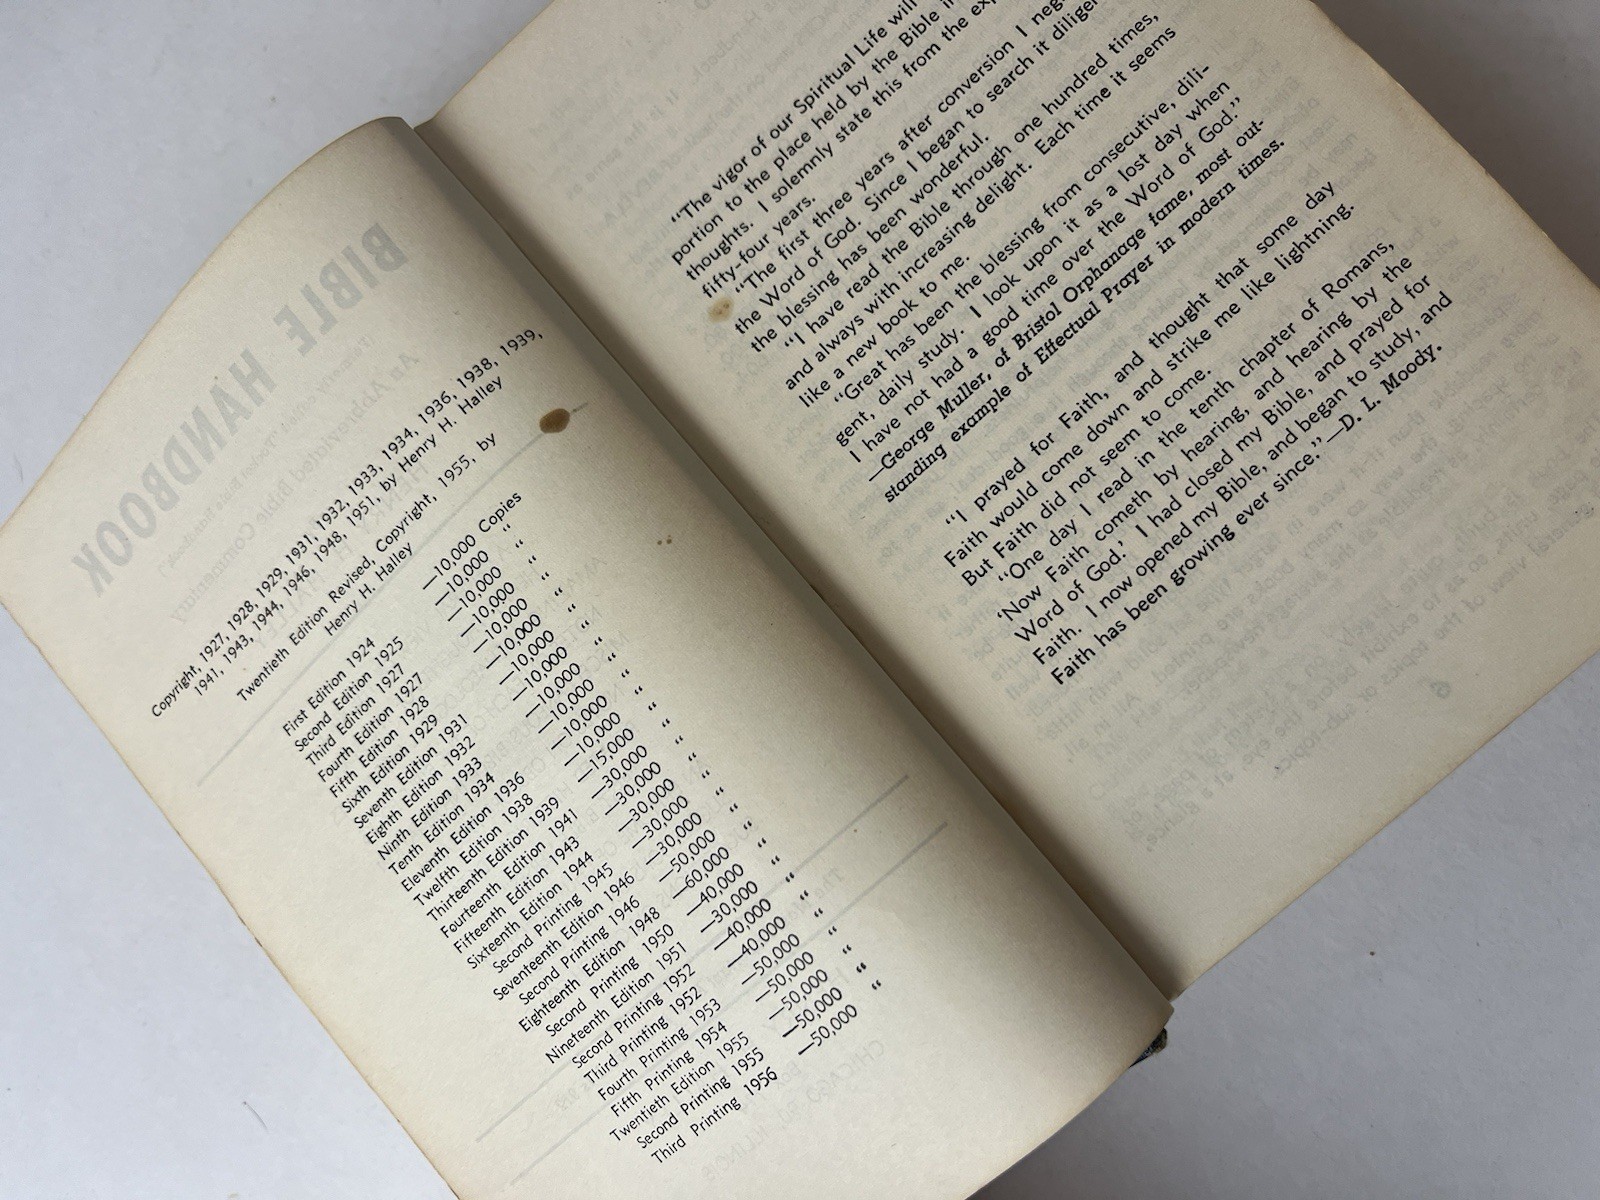 Copyright, 1927, 1928, 1929, 1931, 1932, 1933, 1934, 1936, 1938, 1939,
1941, 1943, 1944, 1946, 1948, 1951, by Henry H. Halley
Twentieth Edition Revised, Copyright, 1955, by
Henry H. Halley
First Edition 1924 —10,000 Copies
Second Edition 1925 —10,000 “
Third Edition 1927 —10,000 “
Fourth Edition 1927 —10,000 “
Fifth Edition 1928 —10,000 “
Sixth Edition 1929 —10,000 “
Seventh Edition 1931 —10,000 “
Eighth Edition 1932 —10,000 “
Ninth Edition 1933 —10,000 “
Tenth Edition 1934 —10,000 “
Eleventh Edition 1936 —10,000 “
Twelfth Edition 1938 —10,000 “
Thirteenth Edition 1939 —15,000 “
Fourteenth Edition 1941 —30,000 “
Fifteenth Edition 1943 —30,000 “
Sixteenth Edition 1944 —30,000 “
Second Printing 1945 —30,000 “
Seventeenth Edition 1946 —30,000 “
Second Printing 1946 —50,000 “
Eighteenth Edition 1948 —60,000 “
Second Printing 1950 —40,000 “
Nineteenth Edition 1951 —30,000 “
Second Printing 1952 —40,000 “
Third Printing 1952 —40,000 “
Fourth Printing 1953 —50,000 “
Fifth Printing 1954 —50,000 “
Twentieth Edition 1955 —50,000 “
Second Printing 1955 —50,000 “
Third Printing 1956 —50,000 “
“The vigor of our Spiritual Life will
portion to the place held by the Bible in
thoughts. I solemnly state this from the
fifty-four years.
“The first three years after conversion I
the Word of God. Since I began to search it
the blessing has been wonderful.
“I have read the Bible through one hundred times,
and always with increasing delight. Each time it seems
like a new book to me.
“Great has been the blessing from consecutive, dili-
gent, daily study. I look upon it as a lost day when
I have not had a good time over the Word of God.”
—George Muller, of Bristol Orphanage fame, most out-
standing example of Effectual Prayer in modern times.
“I prayed for Faith, and thought that some day
Faith would come down and strike me like lightning.
But Faith did not seem to come.
“One day I read in the tenth chapter of Romans,
‘Now Faith cometh by hearing, and hearing by the
Word of God.’ I had closed my Bible, and prayed for
Faith. I now opened my Bible, and began to study, and
Faith has been growing ever since.”—D. L. Moody.